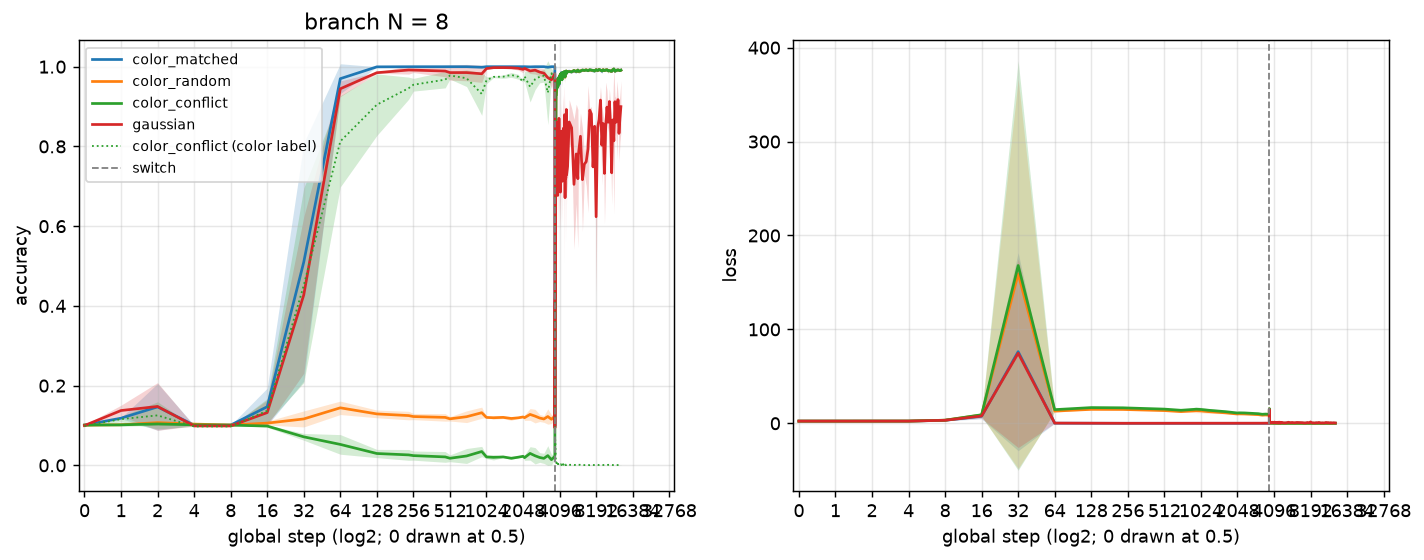 branch N = 8
accuracy
1.0
0.8
0.6
0.4
0.2
0.0
color_matched
color_random
color_conflict
gaussian
color_conflict (color label)
switch
0 1 2 4 8 16 32 64 128 256 512 1024 2048 4096 8192 16384 32768
global step (log2; 0 drawn at 0.5)
loss
400
300
200
100
0
0 1 2 4 8 16 32 64 128 256 512 1024 2048 4096 8192 16384 32768
global step (log2; 0 drawn at 0.5)